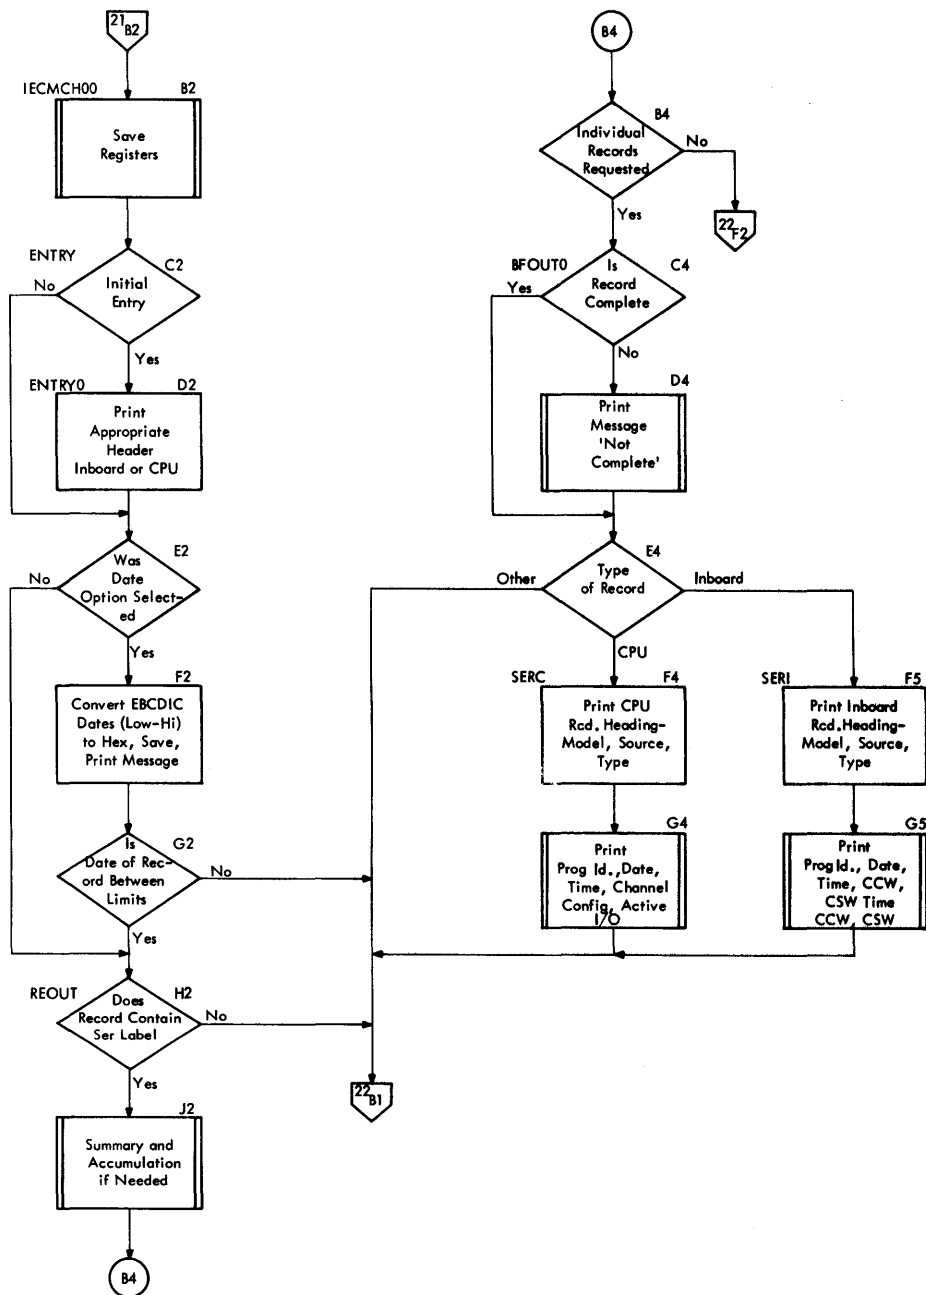 21
B2
IECMCH00
B2
Save
Registers
ENTRY
C2
No
Initial
Entry
Yes
ENTRY0
D2
Print
Appropriate
Header
Inboard or CPU
E2
No
Was
Date
Option Select-
ed
Yes
F2
Convert EBCDIC
Dates (Low-Hi)
to Hex, Save,
Print Message
G2
Is
Date of Rec-
ord Between
Limits
No
Yes
REOUT
H2
Does
Record Contain
Ser Label
No
Yes
J2
Summary and
Accumulation
if Needed
B4
B4
B4
Individual
Records
Requested
No
22
F2
Yes
BFOUT0
C4
Yes
Is
Record
Complete
No
D4
Print
Message
'Not
Complete'
E4
Other
Type
of Record
Inboard
CPU
SERC
F4
Print CPU
Rcd. Heading-
Model, Source,
Type
SERI
F5
Print Inboard
Rcd. Heading-
Model, Source,
Type
G4
Print
Prog Id., Date,
Time, Channel
Config, Active
I/O
G5
Print
Prog Id., Date,
Time, CCW,
CSW Time
CCW, CSW
22
B1